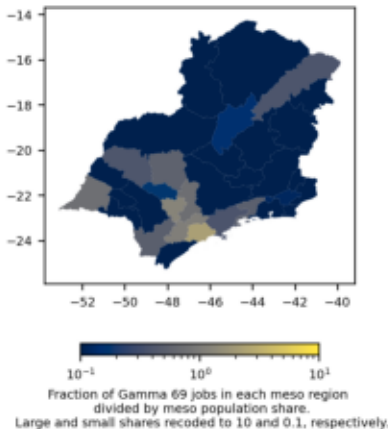 −14
−16
−18
−20
−22
−24
−52 −50 −48 −46 −44 −42 −40
10⁻¹ 10⁰ 10¹
Fraction of Gamma 69 jobs in each meso region
divided by meso population share.
Large and small shares recoded to 10 and 0.1, respectively.